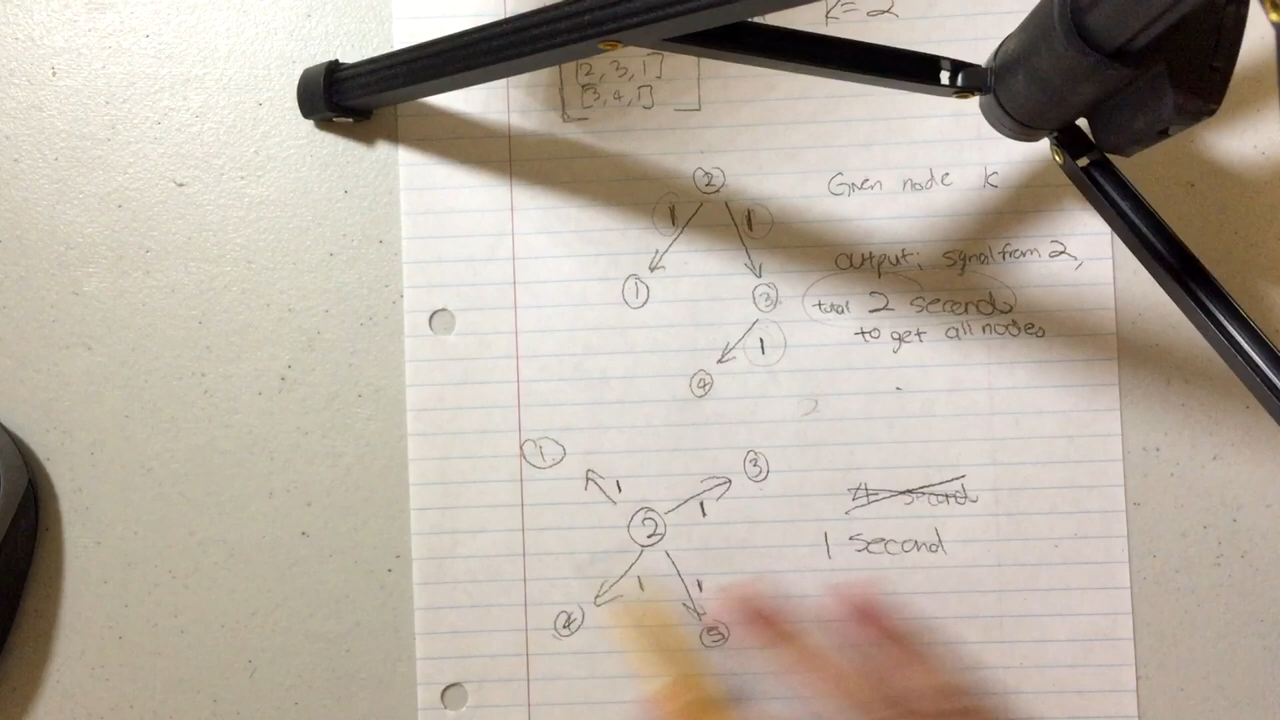 K=2
[2,3,1]
[3,4,1]
2
1 1
Given node K
1 3
output: signal from 2,
total 2 seconds
to get all nodes
1
4
1
3
1
1
2
4 second
1 second
1
1
4
5